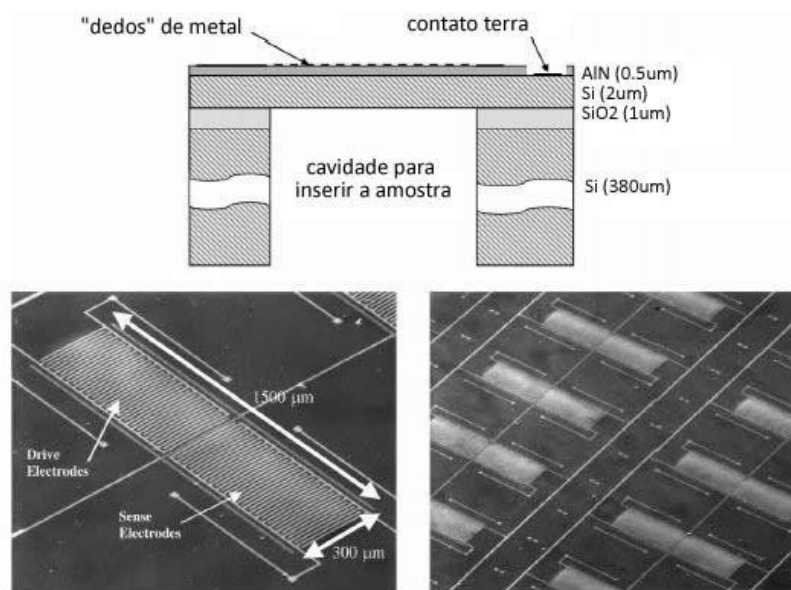 "dedos" de metal
contato terra
AlN (0.5um)
Si (2um)
SiO2 (1um)
cavidade para
inserir a amostra
Si (380um)
1500 μm
Drive
Electrodes
Sense
Electrodes
300 μm